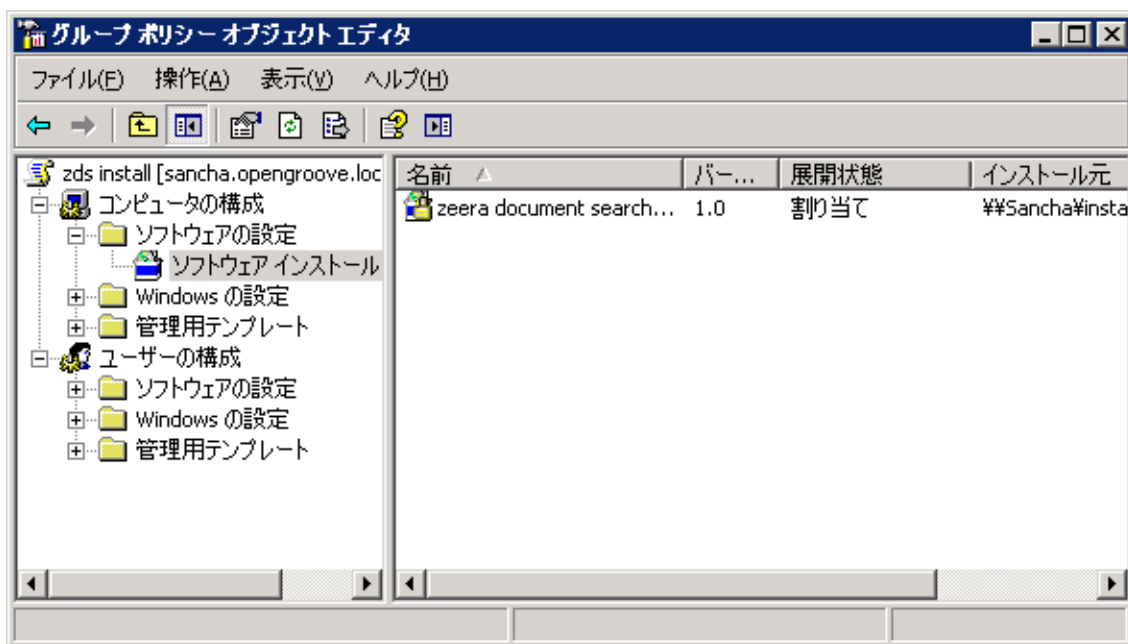 グループ ポリシー オブジェクト エディタ
ファイル(F) 操作(A) 表示(V) ヘルプ(H)
zds install [sancha.opengroove.loc
コンピュータの構成
ソフトウェアの設定
ソフトウェア インストール
Windows の設定
管理用テンプレート
ユーザーの構成
ソフトウェアの設定
Windows の設定
管理用テンプレート
名前 バー... 展開状態 インストール元
zeera document search... 1.0 割り当て ¥¥Sancha¥insta